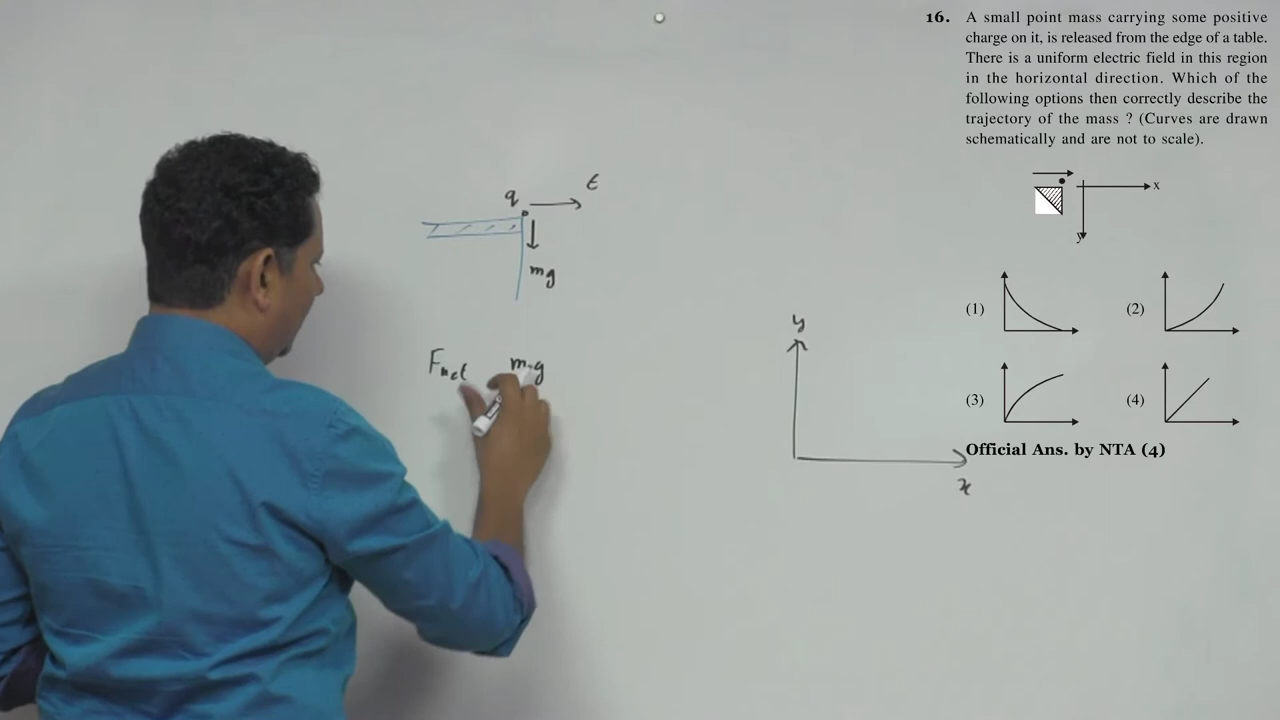 16. A small point mass carrying some positive
charge on it, is released from the edge of a table.
There is a uniform electric field in this region
in the horizontal direction. Which of the
following options then correctly describe the
trajectory of the mass ? (Curves are drawn
schematically and are not to scale).
x
y
(1)
(2)
(3)
(4)
Official Ans. by NTA (4)
q
E
mg
Fnet mg
y
x